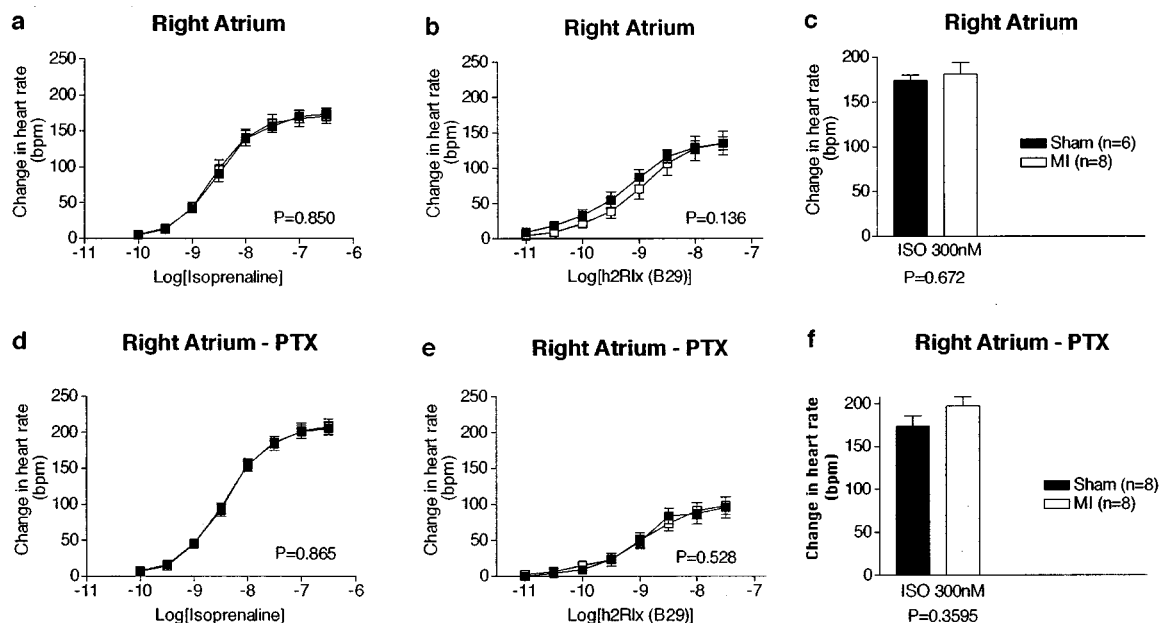 a
Right Atrium
250
200
150
100
50
0
Change in heart rate
(bpm)
P=0.850
-11 -10 -9 -8 -7 -6
Log[Isoprenaline]
b
Right Atrium
250
200
150
100
50
0
Change in heart rate
(bpm)
P=0.136
-11 -10 -9 -8 -7
Log[h2Rlx (B29)]
c
Right Atrium
200
150
100
50
0
Change in heart rate
(bpm)
Sham (n=6)
MI (n=8)
ISO 300nM
P=0.672
d
Right Atrium - PTX
250
200
150
100
50
0
Change in heart rate
(bpm)
P=0.865
-11 -10 -9 -8 -7 -6
Log[Isoprenaline]
e
Right Atrium - PTX
250
200
150
100
50
0
Change in heart rate
(bpm)
P=0.528
-11 -10 -9 -8 -7
Log[h2Rlx (B29)]
f
Right Atrium - PTX
200
150
100
50
0
Change in heart rate
(bpm)
Sham (n=8)
MI (n=8)
ISO 300nM
P=0.3595